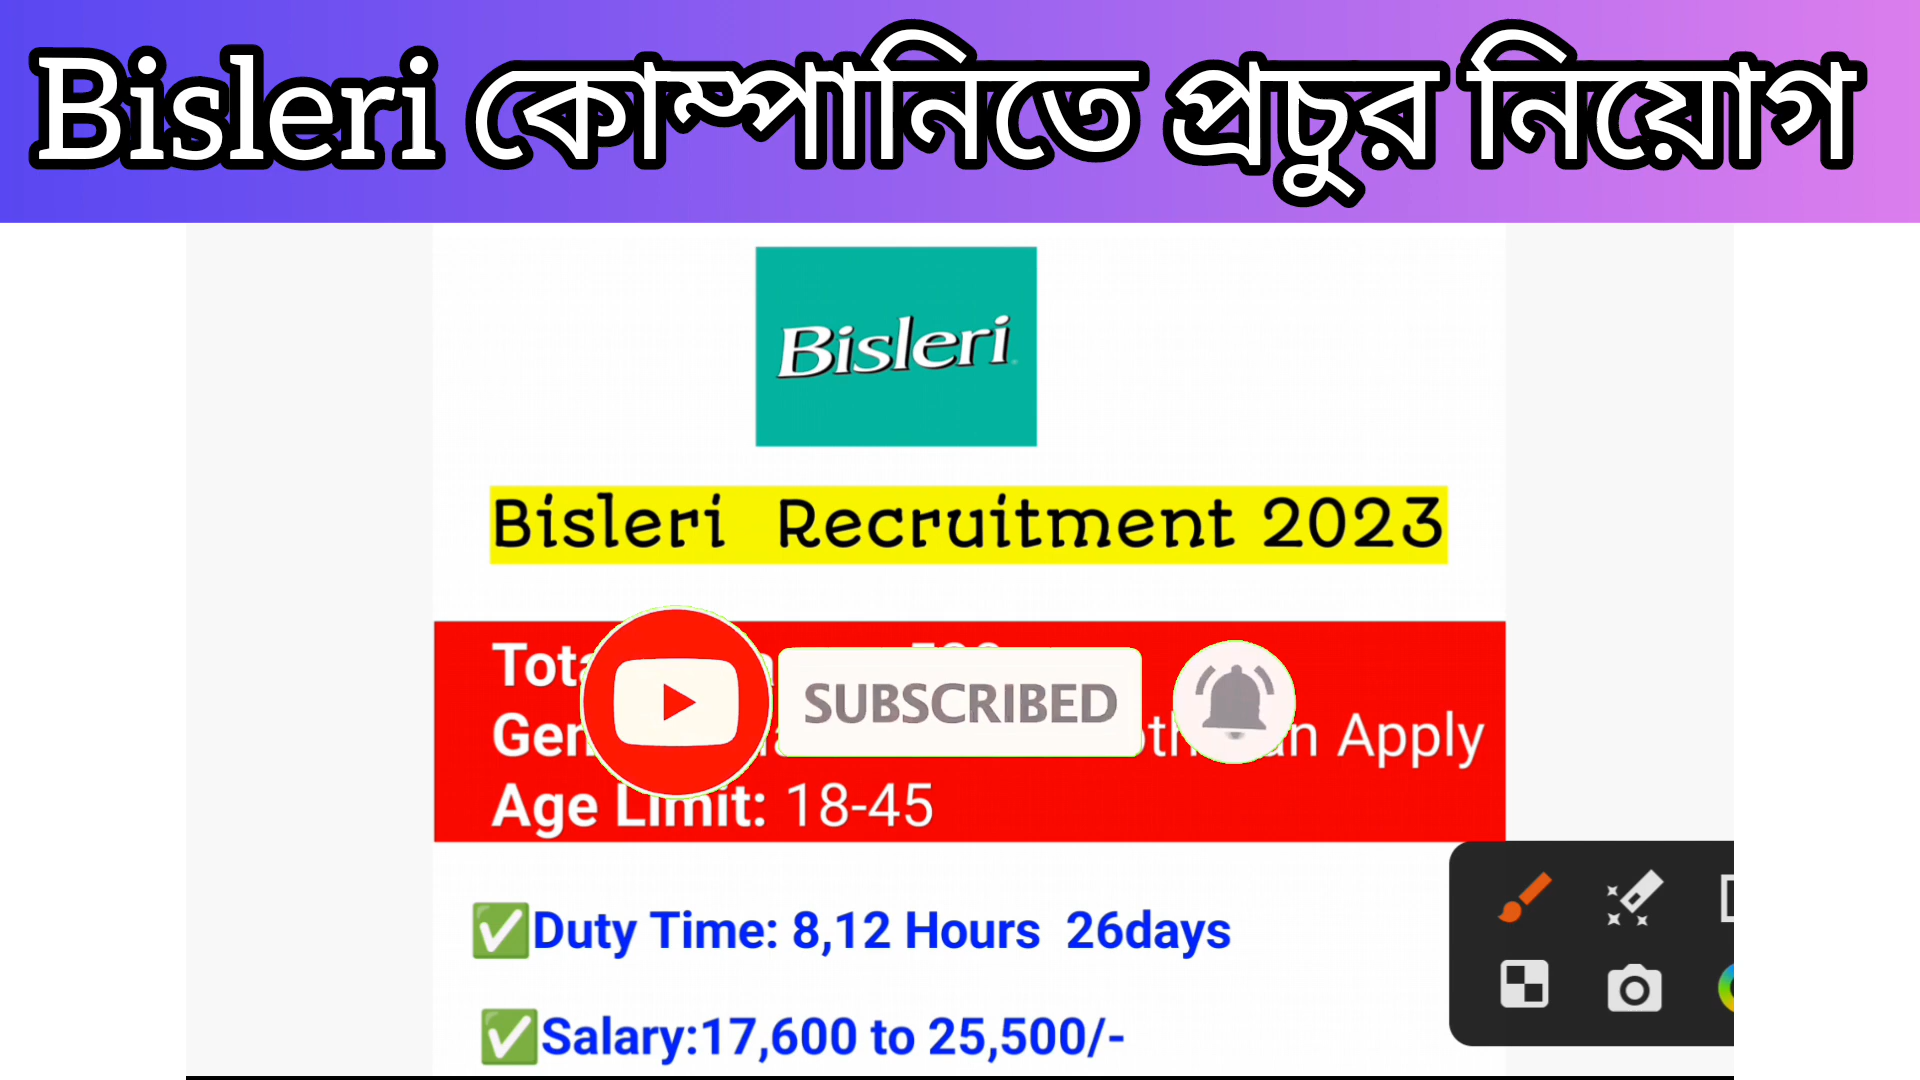 Bisleri কোম্পানিতে প্রচুর নিয়োগ
Bisleri
Bisleri Recruitment 2023
SUBSCRIBED
Apply
Age Limit: 18-45
✅Duty Time: 8,12 Hours 26days
✅Salary:17,600 to 25,500/-